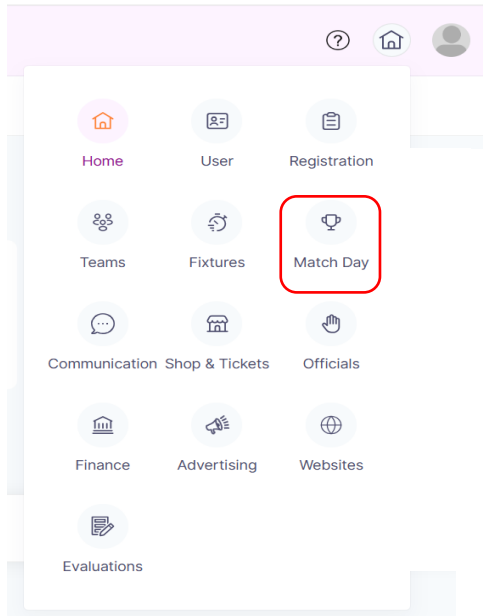 ?
Home User Registration
Teams Fixtures Match Day
Communication Shop & Tickets Officials
Finance Advertising Websites
Evaluations